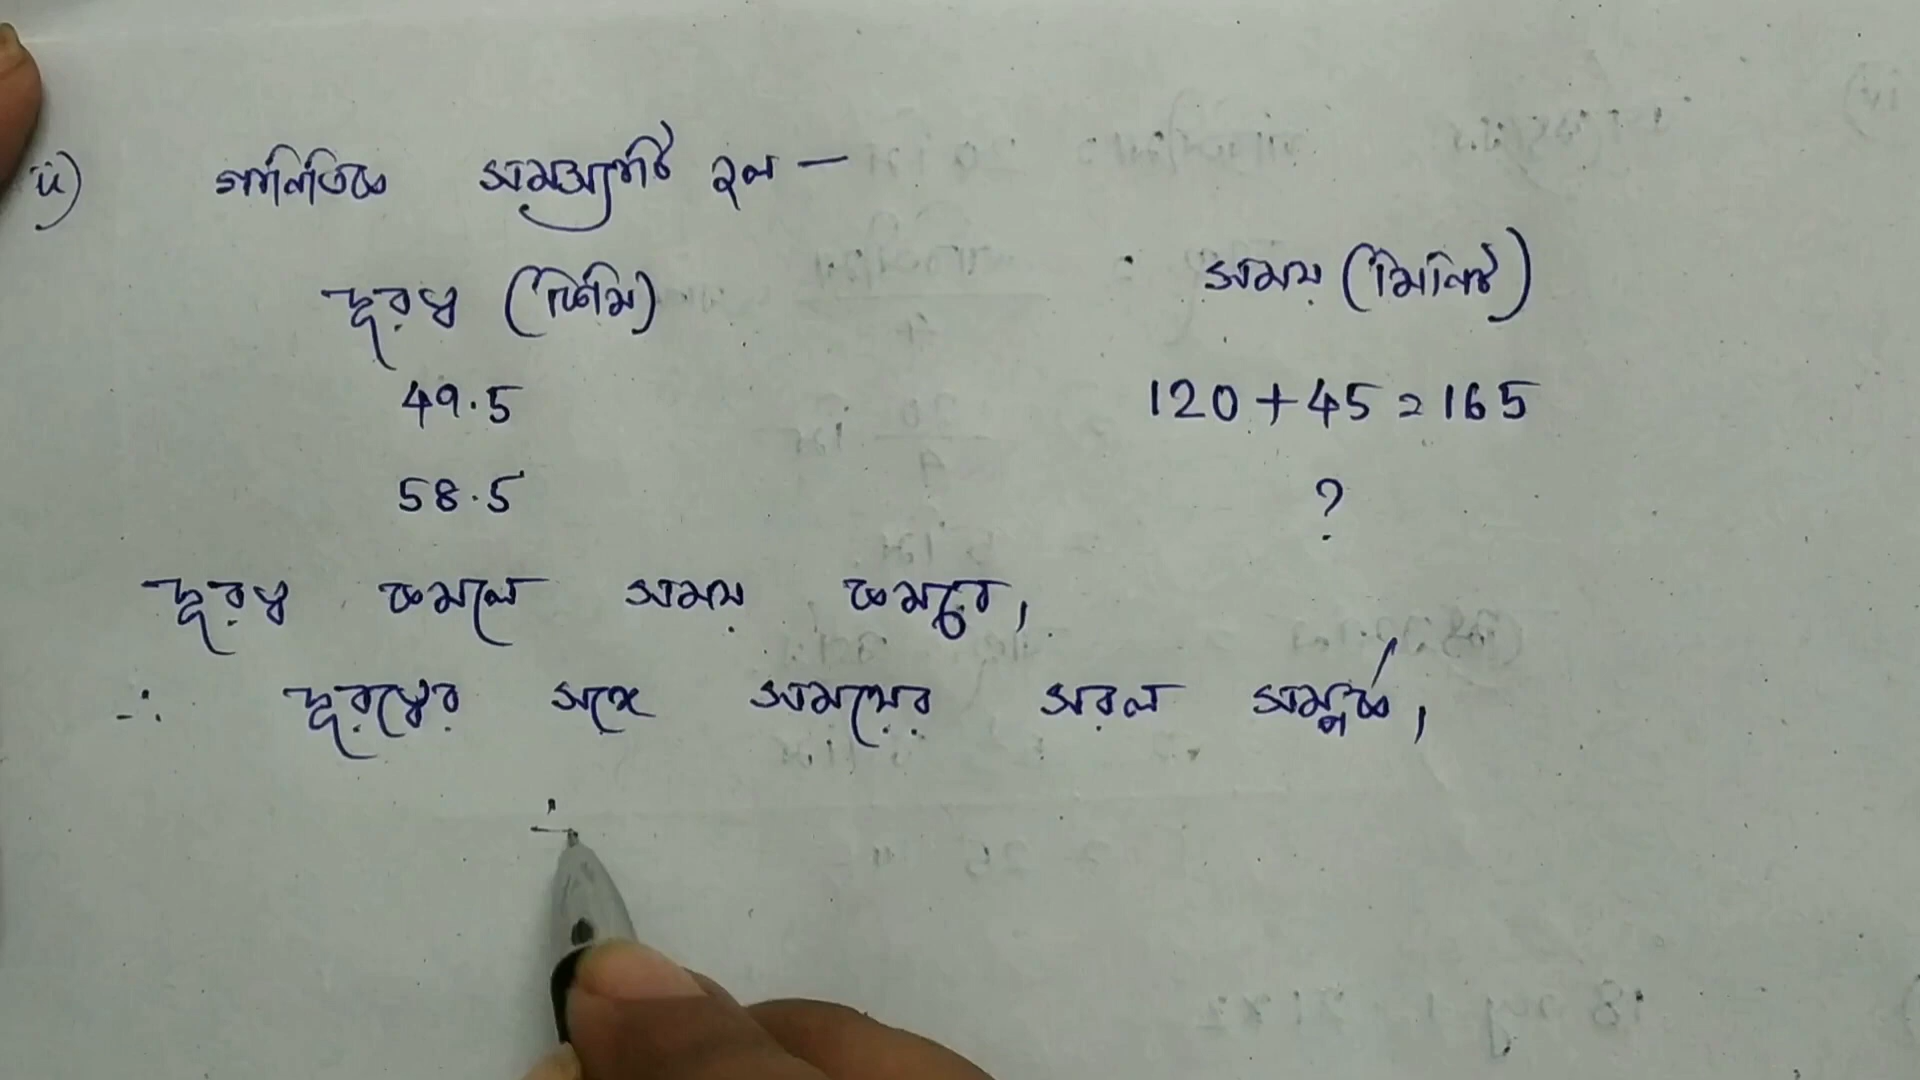 ii) গাণিতিক সমস্যাটি হল —
দূরত্ব (কিমি) সময় (মিনিট)
49.5 120 + 45 = 165
58.5 ?
দূরত্ব কমলে সময় কমবে,
∴ দূরত্বের সঙ্গে সময়ের সরল সম্পর্ক,